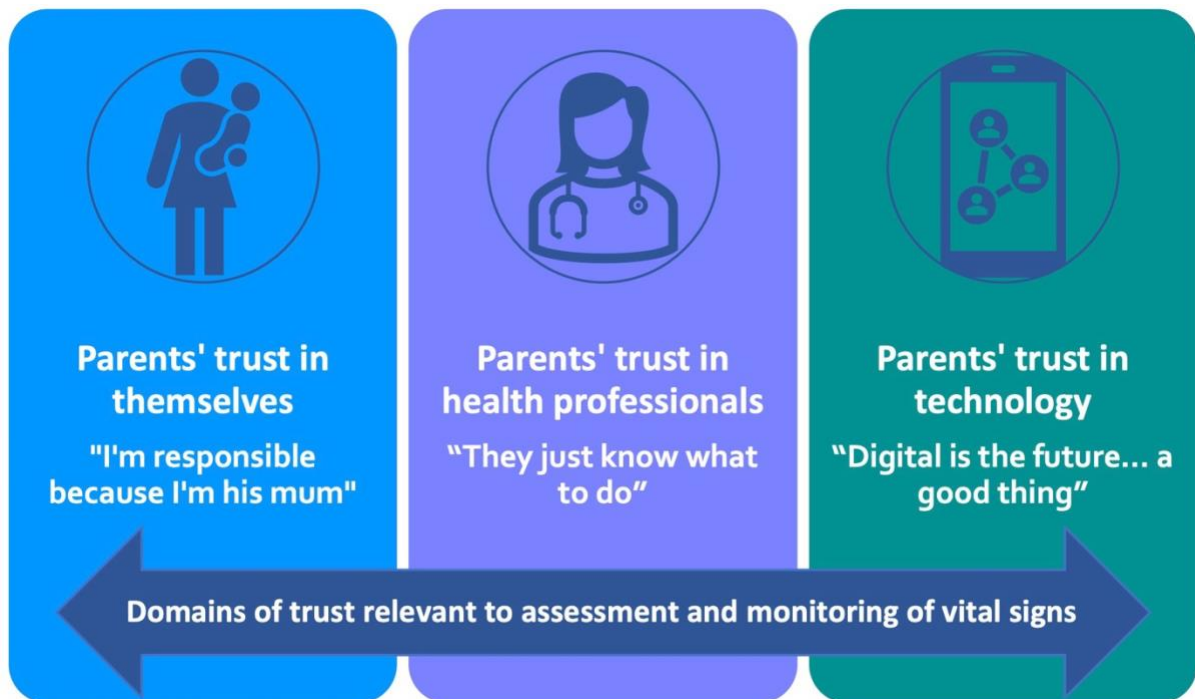 Parents' trust in
themselves
"I'm responsible
because I'm his mum"
Parents' trust in
health professionals
“They just know what
to do”
Parents' trust in
technology
“Digital is the future... a
good thing”
Domains of trust relevant to assessment and monitoring of vital signs